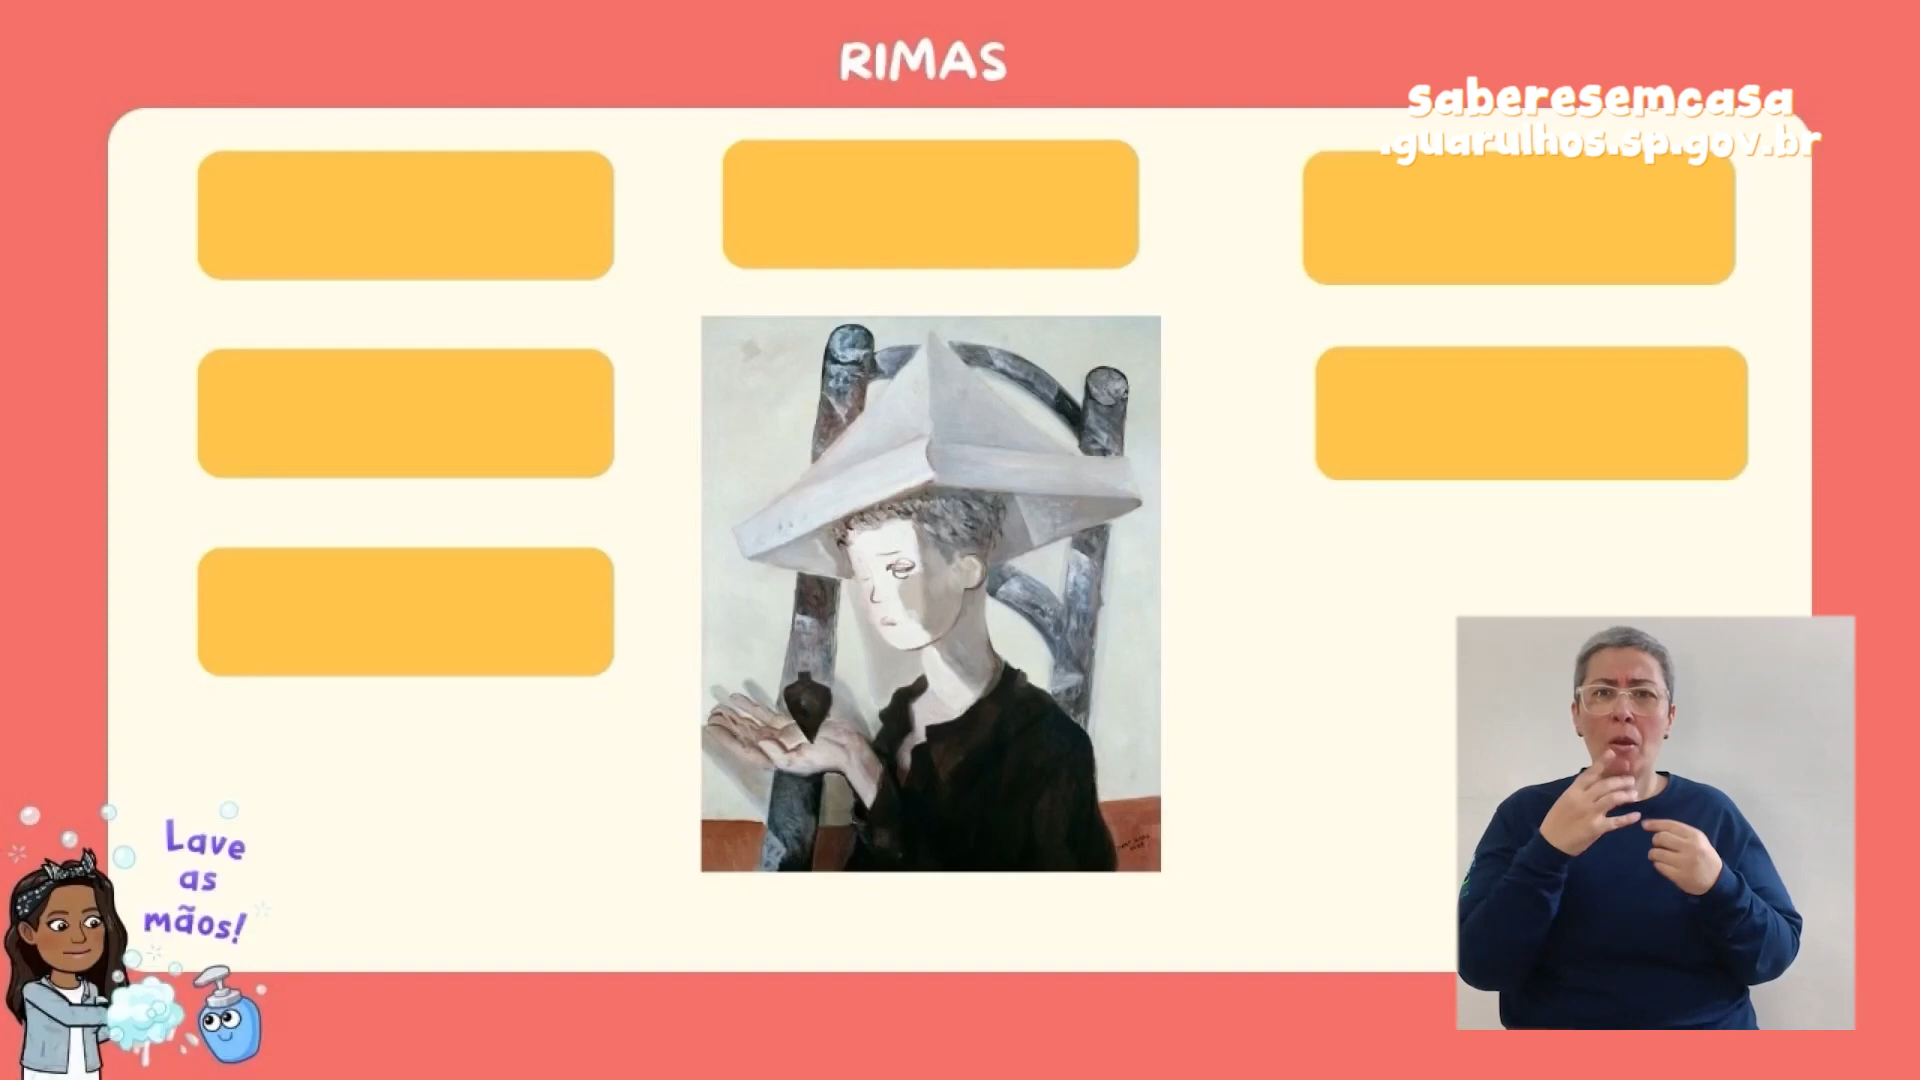 RIMAS
saberesemcasa
.guarulhos.sp.gov.br
Lave
as
mãos!